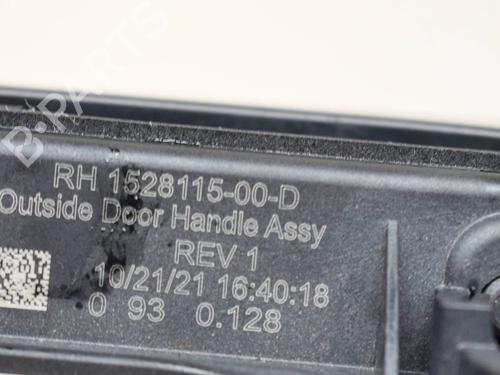 B-PARTS
RH 1528115-00-D
Outside Door Handle Assy
REV 1
10/21/21 16:40:18
0 93 0.128